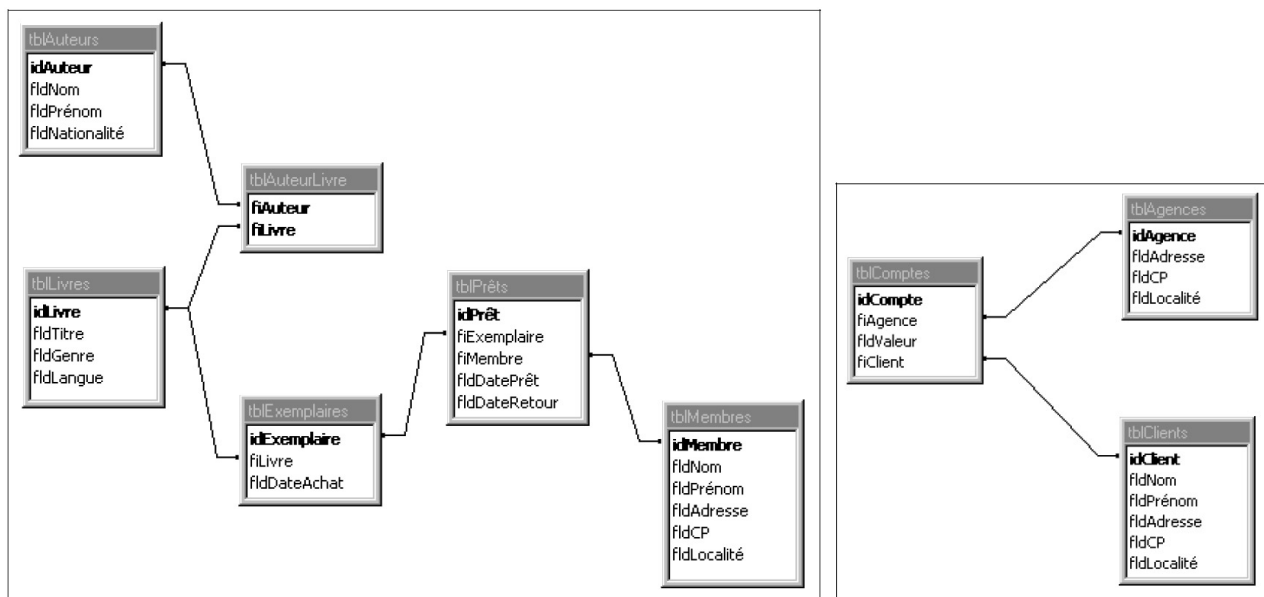 tblAuteurs
idAuteur
fldNom
fldPrénom
fldNationalité
tblAuteurLivre
fiAuteur
fiLivre
tblLivres
idLivre
fldTitre
fldGenre
fldLangue
tblExemplaires
idExemplaire
fiLivre
fldDateAchat
tblPrêts
idPrêt
fiExemplaire
fiMembre
fldDatePrêt
fldDateRetour
tblMembres
idMembre
fldNom
fldPrénom
fldAdresse
fldCP
fldLocalité
tblComptes
idCompte
fiAgence
fldValeur
fiClient
tblAgences
idAgence
fldAdresse
fldCP
fldLocalité
tblClients
idClient
fldNom
fldPrénom
fldAdresse
fldCP
fldLocalité